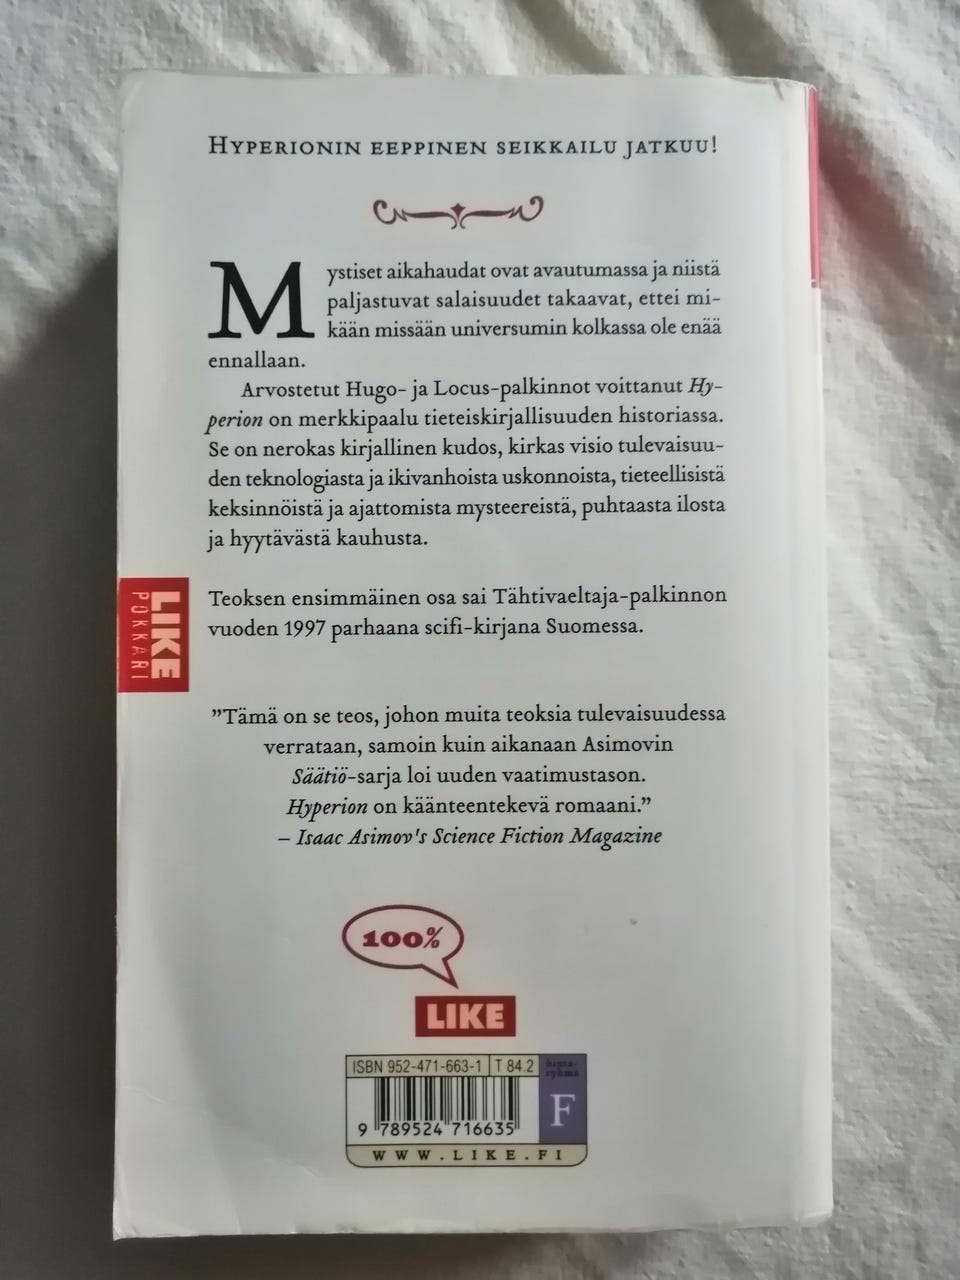 HYPERIONIN EEPPINEN SEIKKAILU JATKUU!
Mystiset aikahaudat ovat avautumassa ja niistä
paljastuvat salaisuudet takaavat, ettei mi-
kään missään universumin kolkassa ole enää
ennallaan.
Arvostetut Hugo- ja Locus-palkinnot voittanut Hy-
perion on merkkipaalu tieteiskirjallisuuden historiassa.
Se on nerokas kirjallinen kudos, kirkas visio tulevaisuu-
den teknologiasta ja ikivanhoista uskonnoista, tieteellisistä
keksinnöistä ja ajattomista mysteereistä, puhtaasta ilosta
ja hyytävästä kauhusta.
LIKE
POKKARI
Teoksen ensimmäinen osa sai Tähtivaeltaja-palkinnon
vuoden 1997 parhaana scifi-kirjana Suomessa.
"Tämä on se teos, johon muita teoksia tulevaisuudessa
verrataan, samoin kuin aikanaan Asimovin
Säätiö-sarja loi uuden vaatimustason.
Hyperion on käänteentekevä romaani."
– Isaac Asimov's Science Fiction Magazine
100%
LIKE
ISBN 952-471-663-1 T 84.2
hinta-
ryhmä
F
9 789524 716635
WWW.LIKE.FI